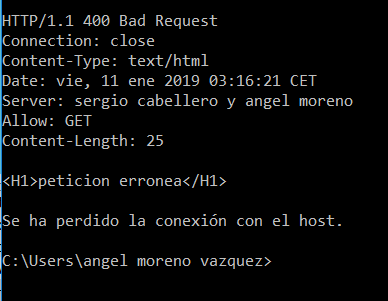 HTTP/1.1 400 Bad Request
Connection: close
Content-Type: text/html
Date: vie, 11 ene 2019 03:16:21 CET
Server: sergio cabellero y angel moreno
Allow: GET
Content-Length: 25
<H1>peticion erronea</H1>
Se ha perdido la conexión con el host.
C:\Users\angel moreno vazquez>